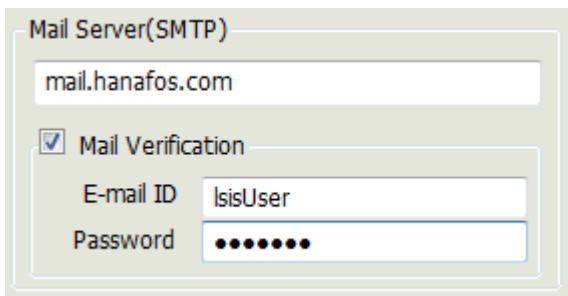 Mail Server(SMTP)
mail.hanafos.com
Mail Verification
E-mail ID lsisUser
Password ●●●●●●●